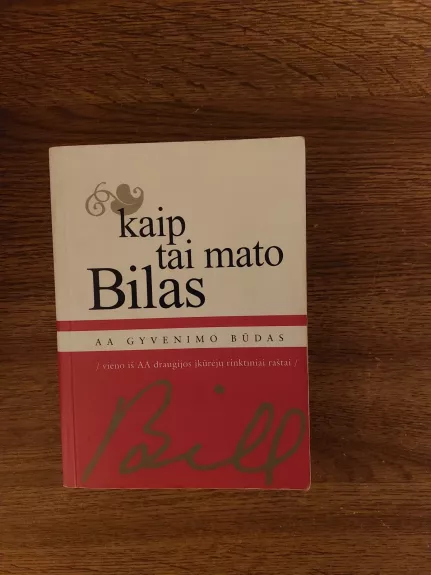 kaip
tai mato
Bilas
AA GYVENIMO BŪDAS
/ vieno iš AA draugijos įkūrėjų rinktiniai raštai /
Bill